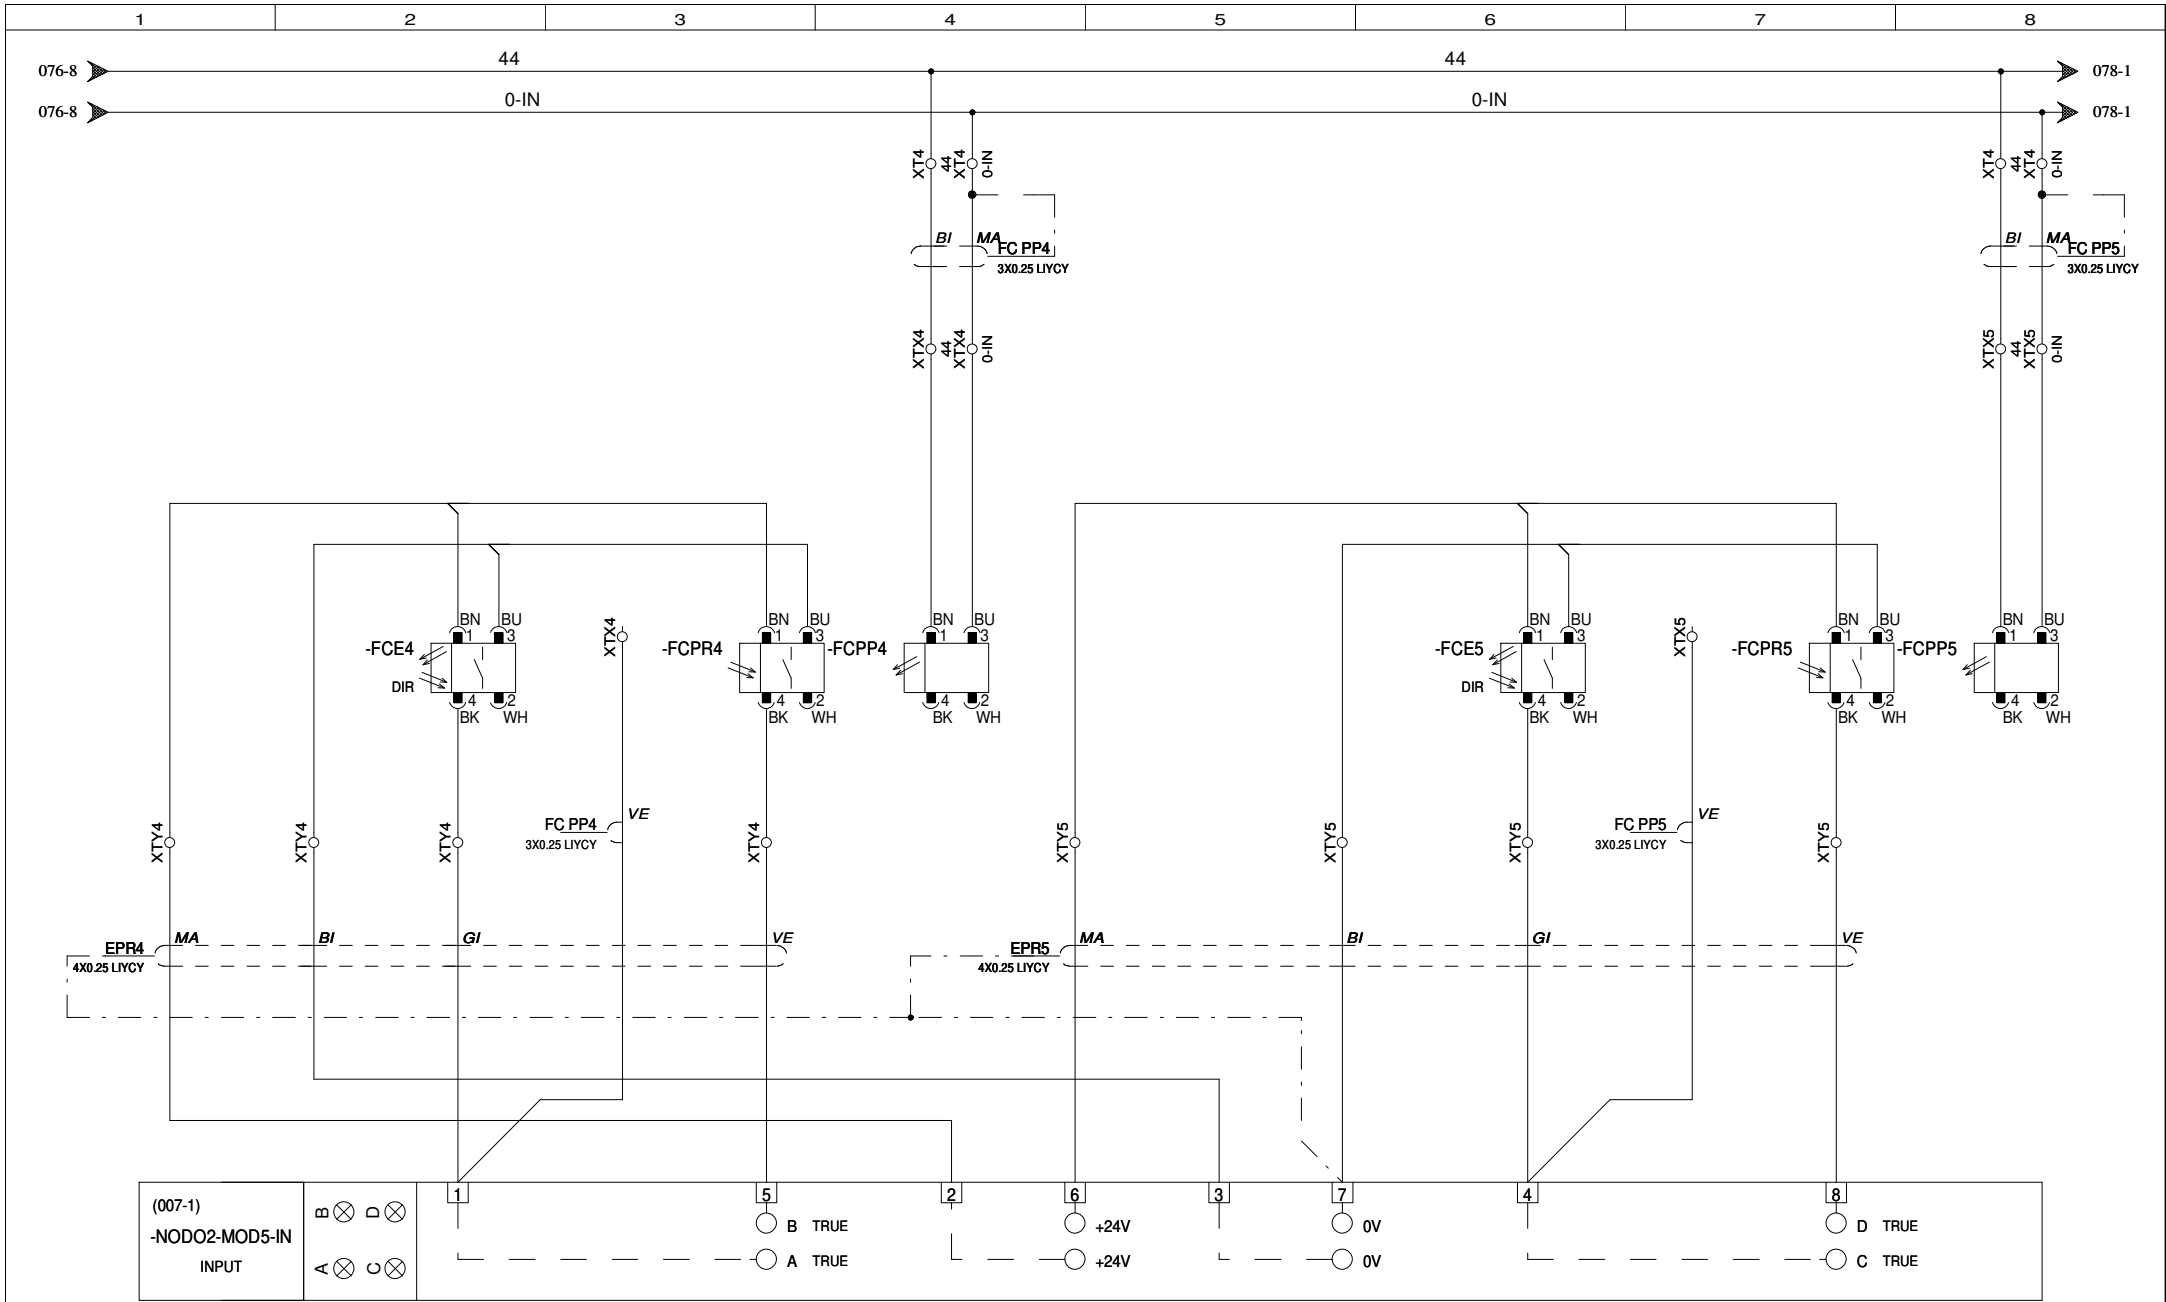 1 2 3 4 5 6 7 8
44 44
076-8 078-1
0-IN 0-IN
076-8 078-1
XT4 44 XT4 0-IN XT4 44 XT4 0-IN
BI MA BI MA
FC PP4 FC PP5
3X0.25 LIYCY 3X0.25 LIYCY
XTX4 44 XTX4 0-IN XTX5 44 XTX5 0-IN
BN BU BN BU BN BU BN BU BN BU BN BU
1 3 1 3 1 3 1 3 1 3 1 3
XTX4 XTX5
-FCE4 -FCPR4 -FCPP4 -FCE5 -FCPR5 -FCPP5
DIR DIR
4 2 4 2 4 2 4 2 4 2 4 2
BK WH BK WH BK WH BK WH BK WH BK WH
VE VE
FC PP4 FC PP5
3X0.25 LIYCY 3X0.25 LIYCY
XTY4 XTY4 XTY4 XTY4 XTY5 XTY5 XTY5 XTY5
MA BI GI VE MA BI GI VE
EPR4 EPR5
4X0.25 LIYCY 4X0.25 LIYCY
1 5 2 6 3 7 4 8
(007-1)
B D
B TRUE +24V 0V D TRUE
-NODO2-MOD5-IN
INPUT
A C
A TRUE +24V 0V C TRUE